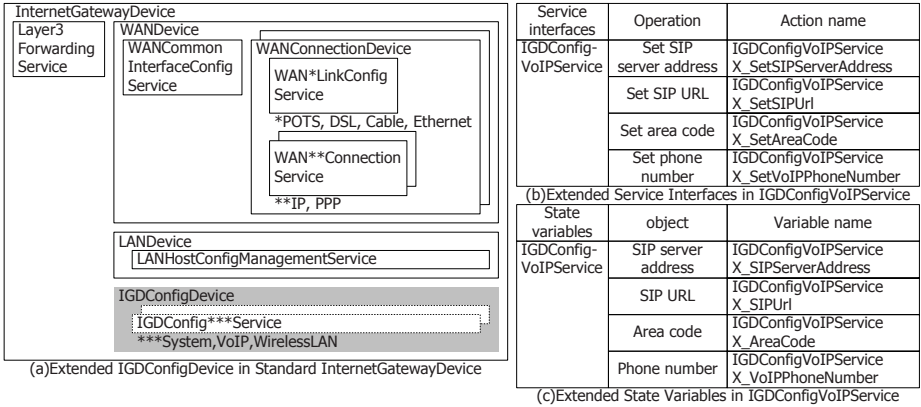 InternetGatewayDevice
Layer3
Forwarding
Service
WANDevice
WANCommon
InterfaceConfig
Service
WANConnectionDevice
WAN*LinkConfig
Service
*POTS, DSL, Cable, Ethernet
WAN**Connection
Service
**IP, PPP
LANDevice
LANHostConfigManagementService
IGDConfigDevice
IGDConfig***Service
***System,VoIP,WirelessLAN
(a)Extended IGDConfigDevice in Standard InternetGatewayDevice
Service
interfaces
Operation
Action name
IGDConfig-
VoIPService
Set SIP
server address
IGDConfigVoIPService
X_SetSIPServerAddress
Set SIP URL
IGDConfigVoIPService
X_SetSIPUrl
Set area code
IGDConfigVoIPService
X_SetAreaCode
Set phone
number
IGDConfigVoIPService
X_SetVoIPPhoneNumber
(b)Extended Service Interfaces in IGDConfigVoIPService
State
variables
object
Variable name
IGDConfig-
VoIPService
SIP server
address
IGDConfigVoIPService
X_SIPServerAddress
SIP URL
IGDConfigVoIPService
X_SIPUrl
Area code
IGDConfigVoIPService
X_AreaCode
Phone number
IGDConfigVoIPService
X_VoIPPhoneNumber
(c)Extended State Variables in IGDConfigVoIPService